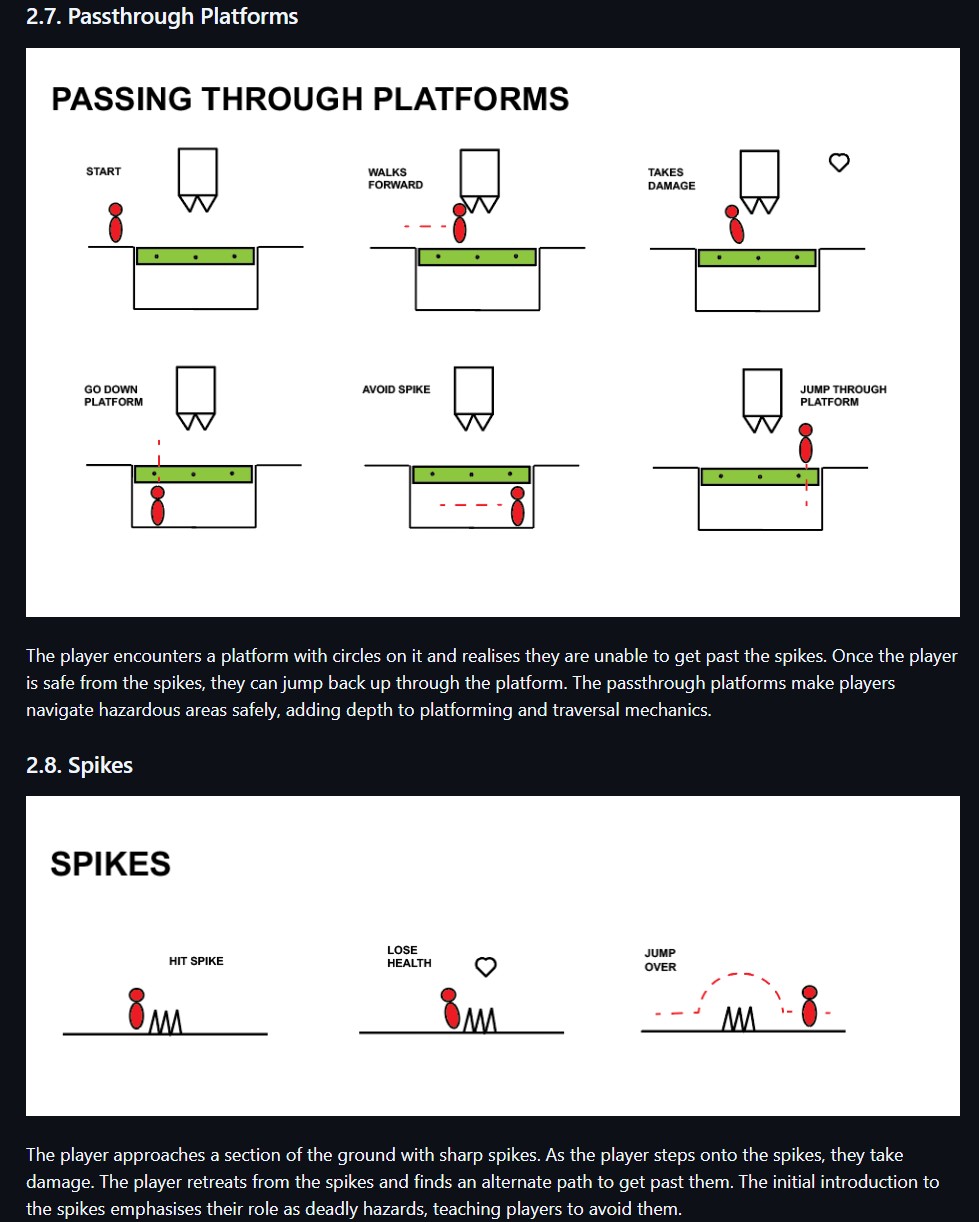 2.7. Passthrough Platforms
PASSING THROUGH PLATFORMS
START
WALKS
FORWARD
TAKES
DAMAGE
GO DOWN
PLATFORM
AVOID SPIKE
JUMP THROUGH
PLATFORM
The player encounters a platform with circles on it and realises they are unable to get past the spikes. Once the player
is safe from the spikes, they can jump back up through the platform. The passthrough platforms make players
navigate hazardous areas safely, adding depth to platforming and traversal mechanics.
2.8. Spikes
SPIKES
HIT SPIKE
LOSE
HEALTH
JUMP
OVER
The player approaches a section of the ground with sharp spikes. As the player steps onto the spikes, they take
damage. The player retreats from the spikes and finds an alternate path to get past them. The initial introduction to
the spikes emphasises their role as deadly hazards, teaching players to avoid them.